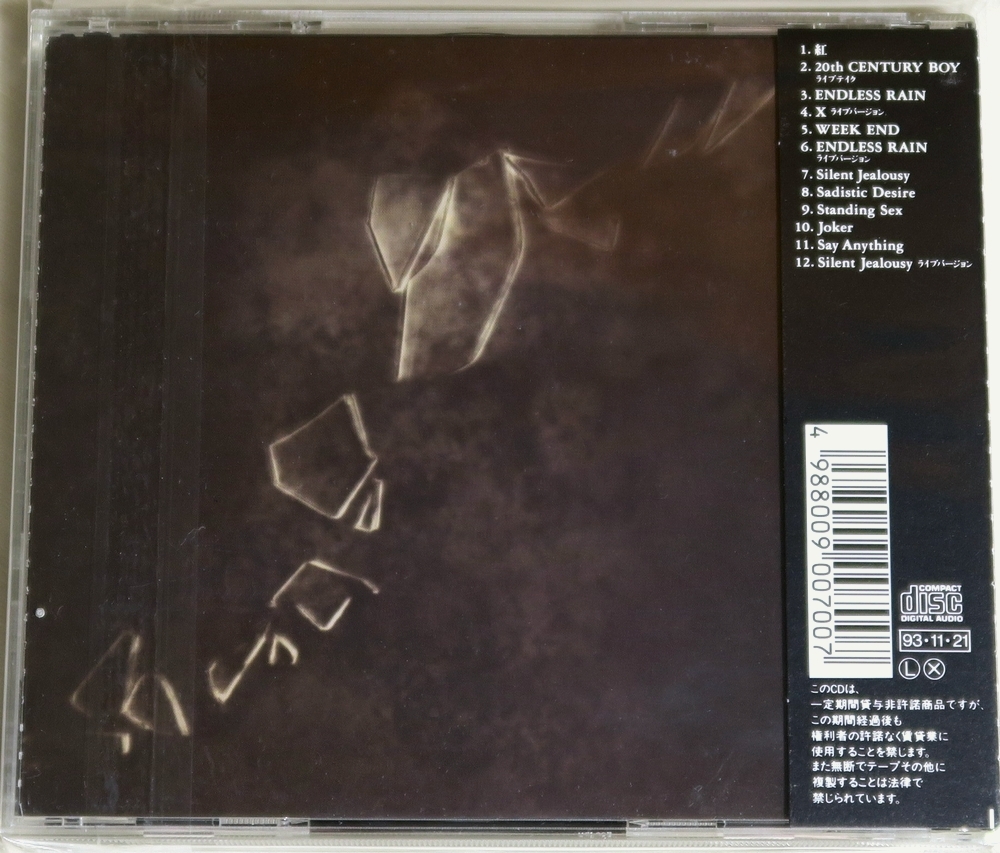 1. 紅
2. 20th CENTURY BOY
ライブテイク
3. ENDLESS RAIN
4. X ライブバージョン
5. WEEK END
6. ENDLESS RAIN
ライブバージョン
7. Silent Jealousy
8. Sadistic Desire
9. Standing Sex
10. Joker
11. Say Anything
12. Silent Jealousy ライブバージョン
4 988009 007007
COMPACT
disc
DIGITAL AUDIO
93・11・21
L X
このCDは、
一定期間貸与非許諾商品ですが、
この期間経過後も
権利者の許諾なく賃貸業に
使用することを禁じます。
また無断でテープその他に
複製することは法律で
禁じられています。